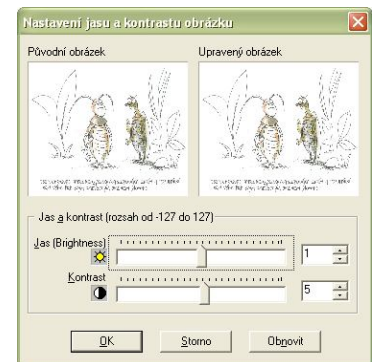 Nastavení jasu a kontrastu obrázku
Původní obrázek
Upravený obrázek
Jas a kontrast (rozsah od -127 do 127)
Jas (Brightness)
1
Kontrast
5
OK
Storno
Obnovit